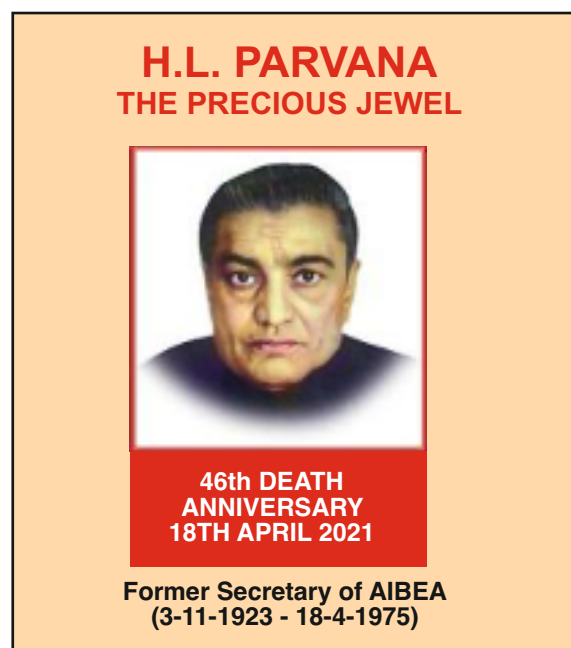 H.L. PARVANA
THE PRECIOUS JEWEL
46th DEATH
ANNIVERSARY
18TH APRIL 2021
Former Secretary of AIBEA
(3-11-1923 - 18-4-1975)